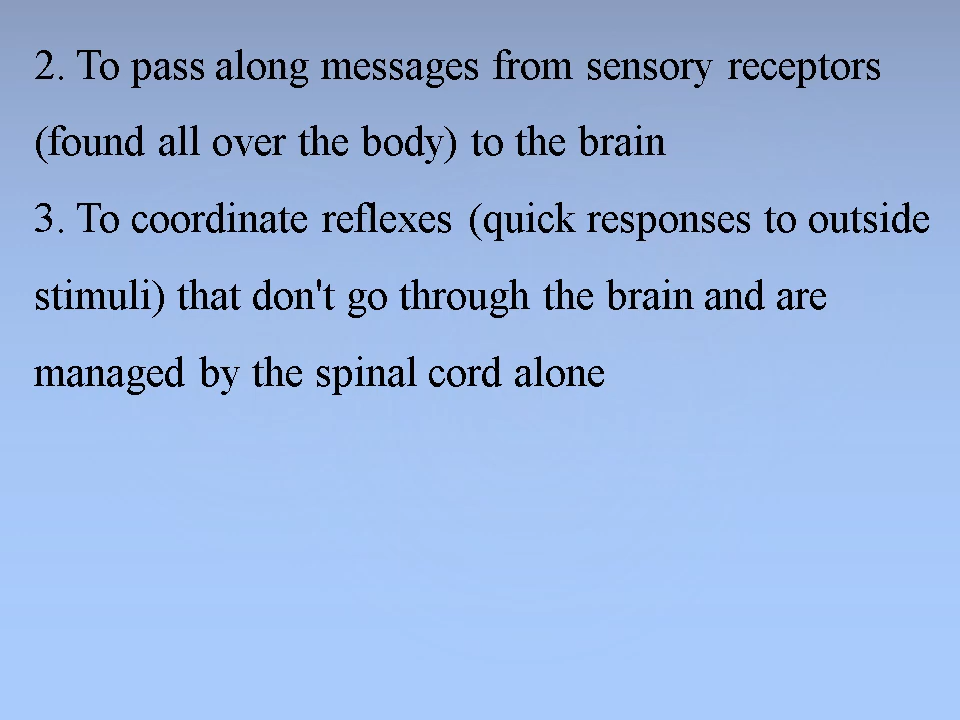 2. To pass along messages from sensory receptors
(found all over the body) to the brain
3. To coordinate reflexes (quick responses to outside
stimuli) that don't go through the brain and are
managed by the spinal cord alone